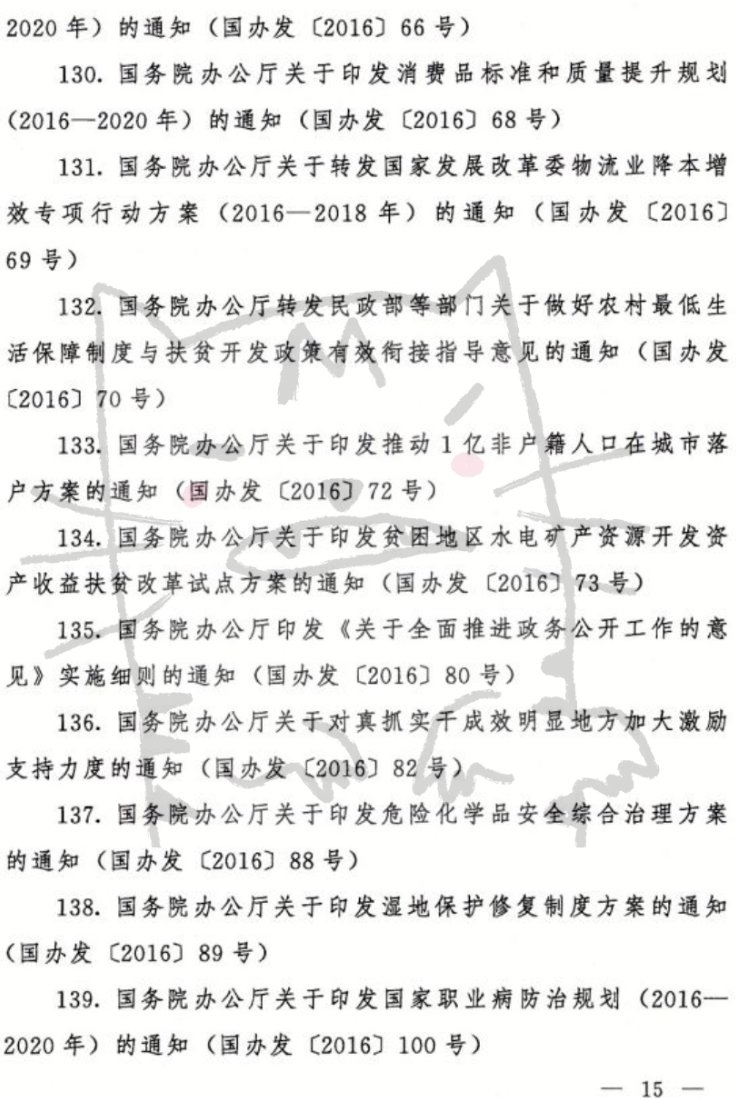 2020 年）的通知（国办发〔2016〕66 号）
130. 国务院办公厅关于印发消费品标准和质量提升规划
（2016—2020 年）的通知（国办发〔2016〕68 号）
131. 国务院办公厅关于转发国家发展改革委物流业降本增
效专项行动方案（2016—2018 年）的通知（国办发〔2016〕
69 号）
132. 国务院办公厅转发民政部等部门关于做好农村最低生
活保障制度与扶贫开发政策有效衔接指导意见的通知（国办发
〔2016〕70 号）
133. 国务院办公厅关于印发推动 1 亿非户籍人口在城市落
户方案的通知（国办发〔2016〕72 号）
134. 国务院办公厅关于印发贫困地区水电矿产资源开发资
产收益扶贫改革试点方案的通知（国办发〔2016〕73 号）
135. 国务院办公厅印发《关于全面推进政务公开工作的意
见》实施细则的通知（国办发〔2016〕80 号）
136. 国务院办公厅关于对真抓实干成效明显地方加大激励
支持力度的通知（国办发〔2016〕82 号）
137. 国务院办公厅关于印发危险化学品安全综合治理方案
的通知（国办发〔2016〕88 号）
138. 国务院办公厅关于印发湿地保护修复制度方案的通知
（国办发〔2016〕89 号）
139. 国务院办公厅关于印发国家职业病防治规划（2016—
2020 年）的通知（国办发〔2016〕100 号）
— 15 —